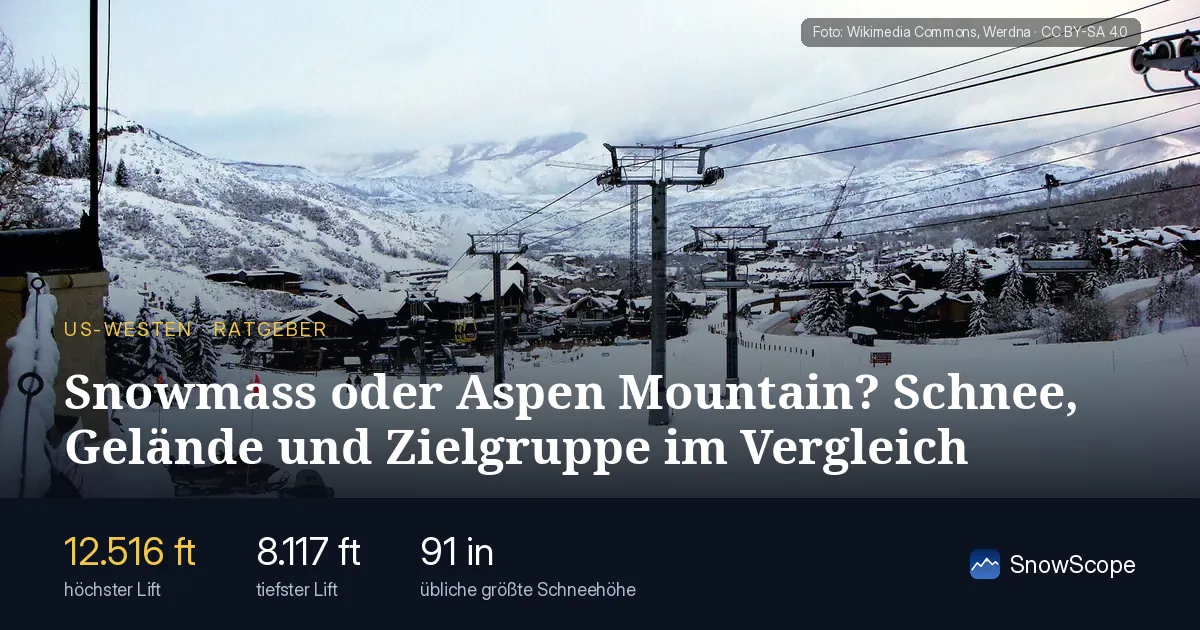 Foto: Wikimedia Commons, Werdna · CC BY-SA 4.0
US-WESTEN · RATGEBER
Snowmass oder Aspen Mountain? Schnee,
Gelände und Zielgruppe im Vergleich
12.516 ft
höchster Lift
8.117 ft
tiefster Lift
91 in
übliche größte Schneehöhe
SnowScope